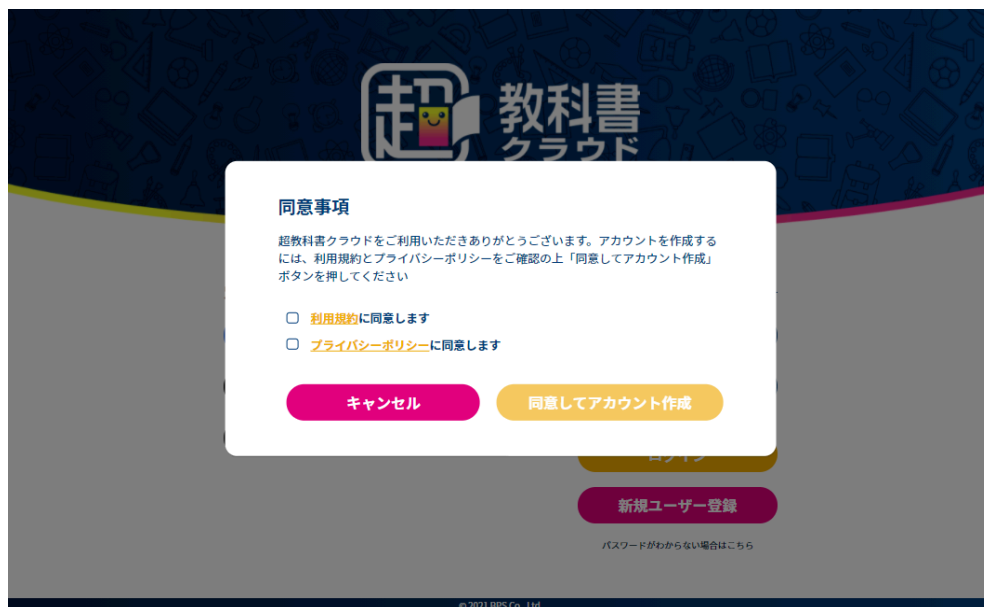 超 教科書
クラウド
同意事項
超教科書クラウドをご利用いただきありがとうございます。アカウントを作成する
には、利用規約とプライバシーポリシーをご確認の上「同意してアカウント作成」
ボタンを押してください
利用規約に同意します
プライバシーポリシーに同意します
キャンセル 同意してアカウント作成
ログイン
新規ユーザー登録
パスワードがわからない場合はこちら
© 2021 BPS Co., Ltd.